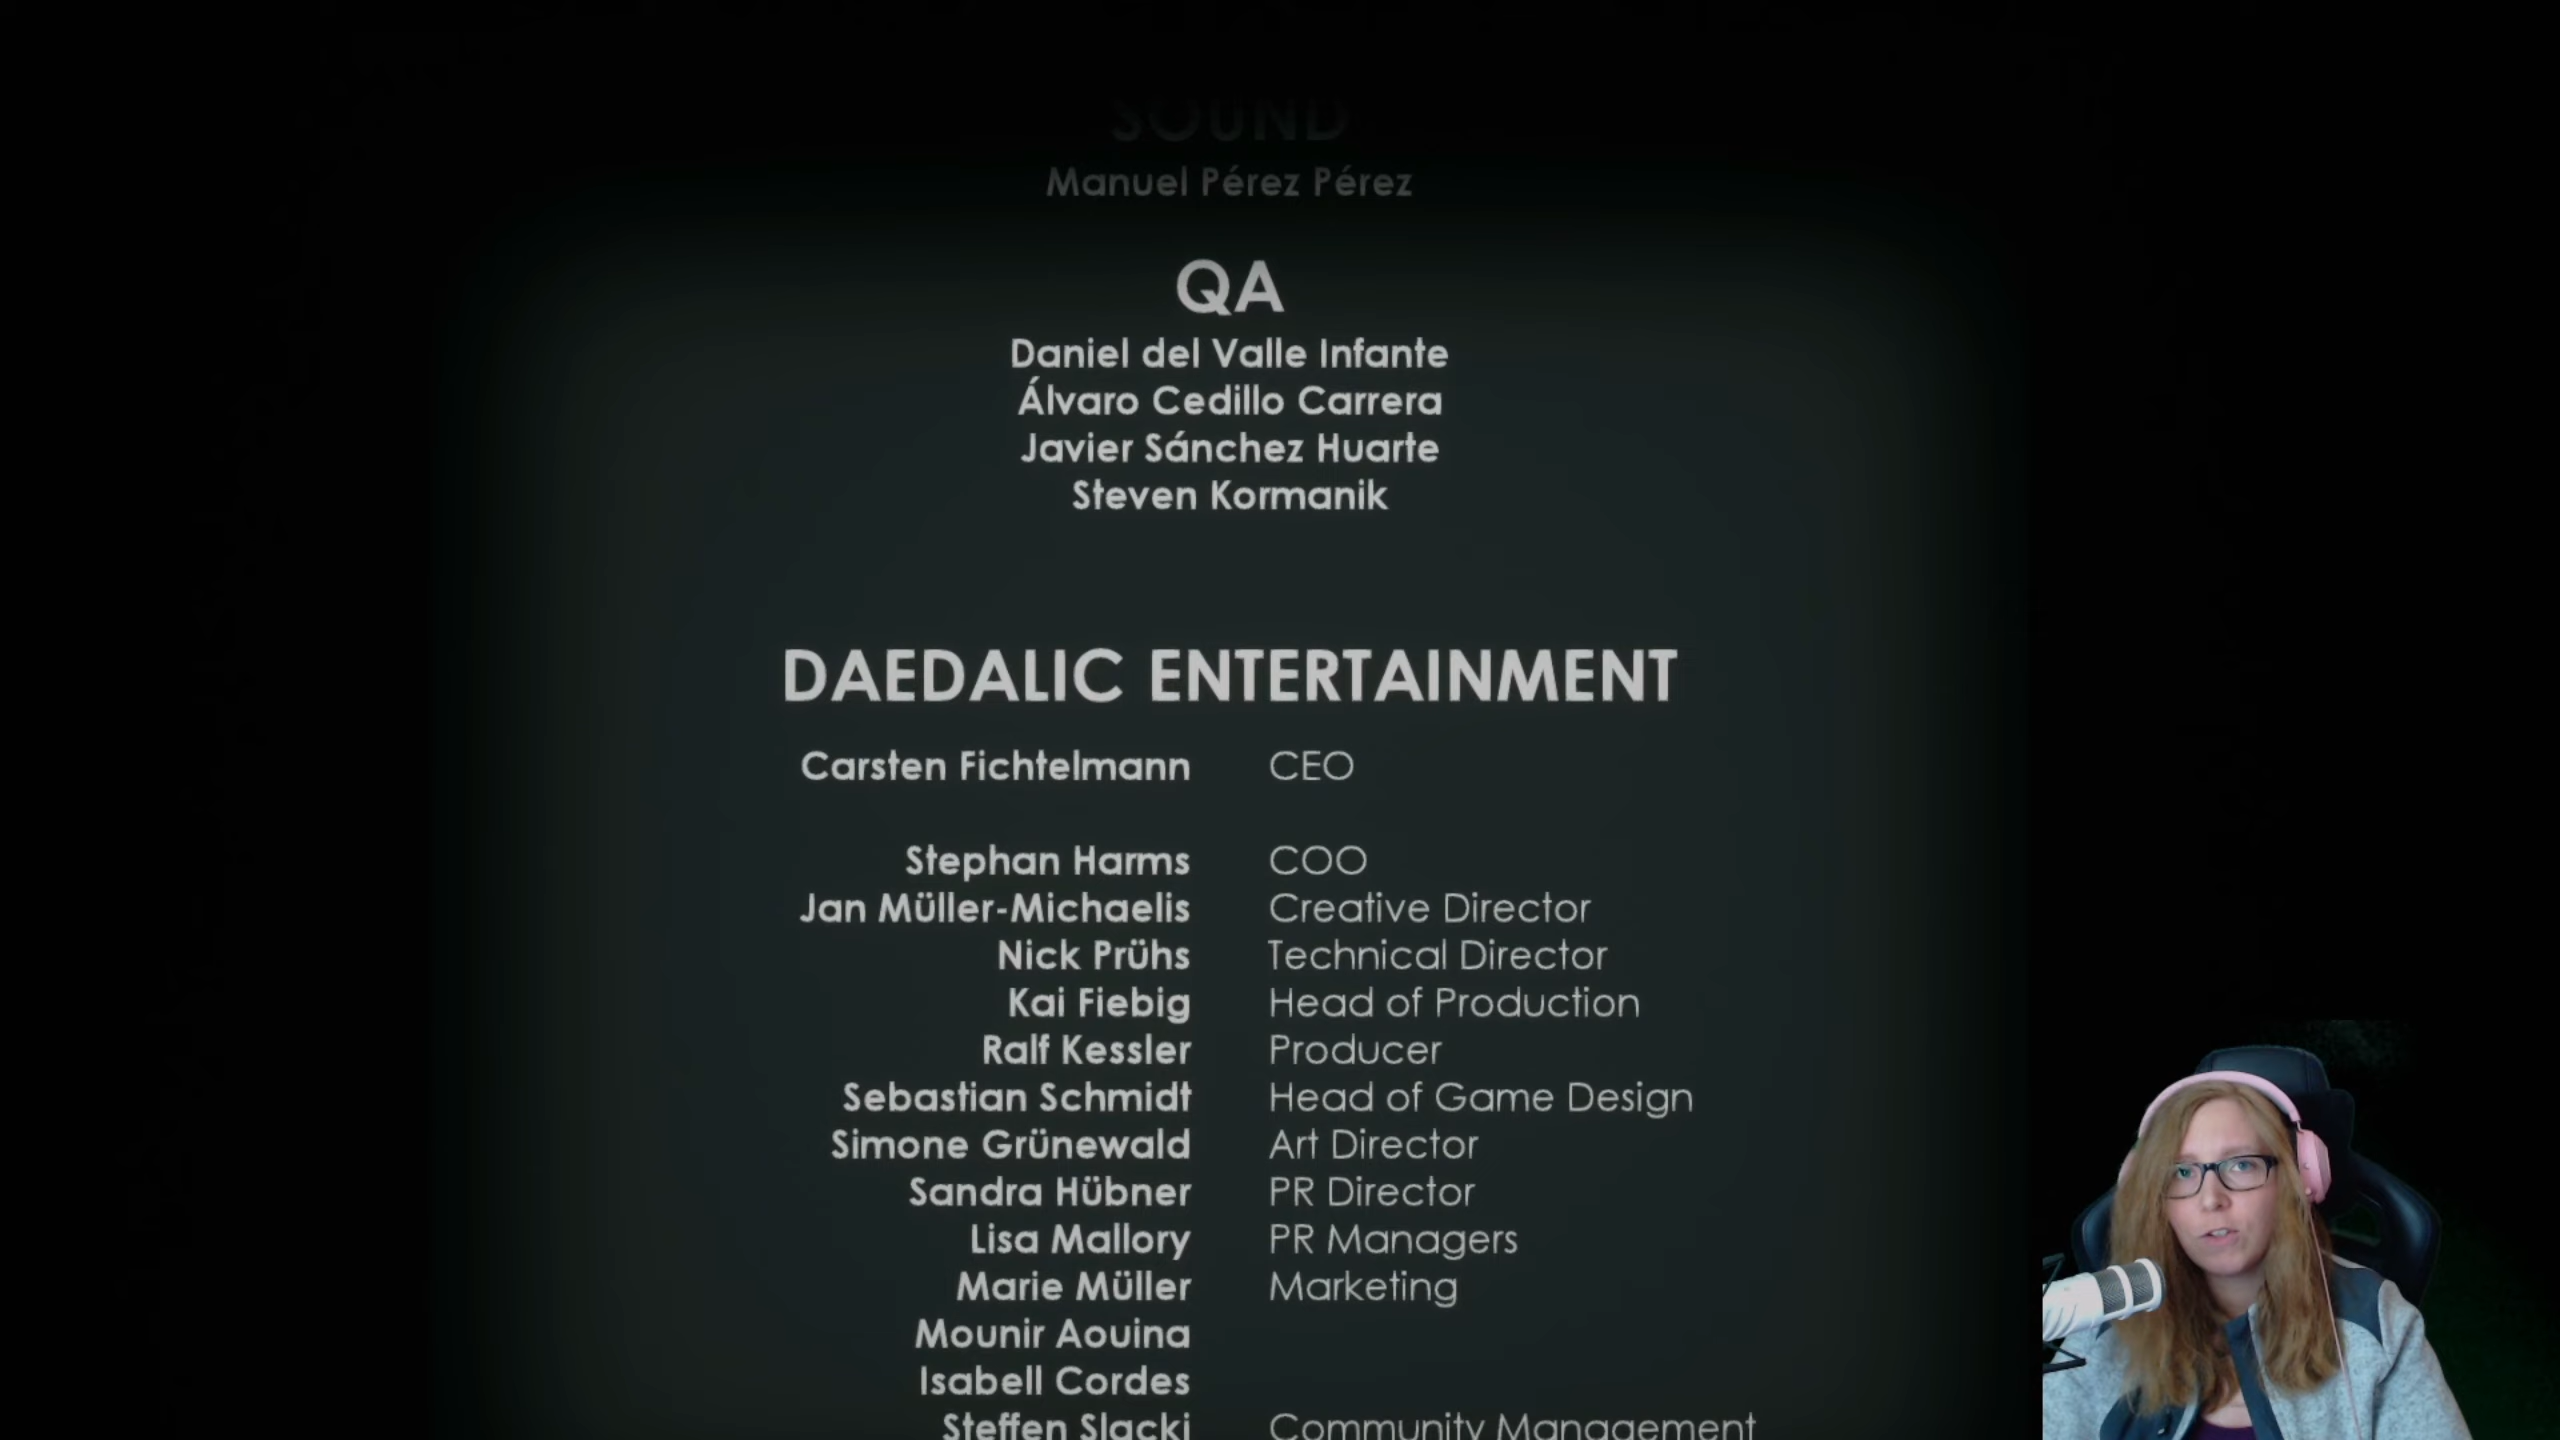 SOUND
Manuel Pérez Pérez
QA
Daniel del Valle Infante
Álvaro Cedillo Carrera
Javier Sánchez Huarte
Steven Kormanik
DAEDALIC ENTERTAINMENT
Carsten Fichtelmann CEO
Stephan Harms COO
Jan Müller-Michaelis Creative Director
Nick Prühs Technical Director
Kai Fiebig Head of Production
Ralf Kessler Producer
Sebastian Schmidt Head of Game Design
Simone Grünewald Art Director
Sandra Hübner PR Director
Lisa Mallory PR Managers
Marie Müller Marketing
Mounir Aouina
Isabell Cordes
Steffen Slacki Community Management